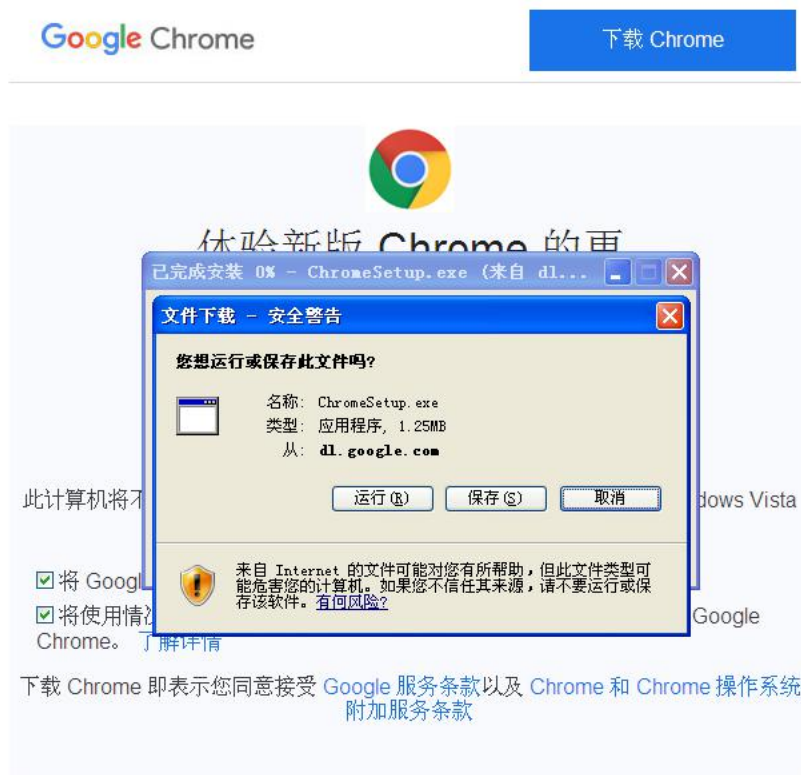 Google Chrome
下载 Chrome
体验新版 Chrome 的更
已完成安装 0% - ChromeSetup.exe (来自 dl...
文件下载 - 安全警告
您想运行或保存此文件吗?
名称: ChromeSetup.exe
类型: 应用程序, 1.25MB
从: dl.google.com
运行(R) 保存(S) 取消
此计算机将不 dows Vista
来自 Internet 的文件可能对您有所帮助，但此文件类型可
能危害您的计算机。如果您不信任其来源，请不要运行或保
存该软件。有何风险?
将 Googl
将使用情况 Google
Chrome。 了解详情
下载 Chrome 即表示您同意接受 Google 服务条款以及 Chrome 和 Chrome 操作系统
附加服务条款